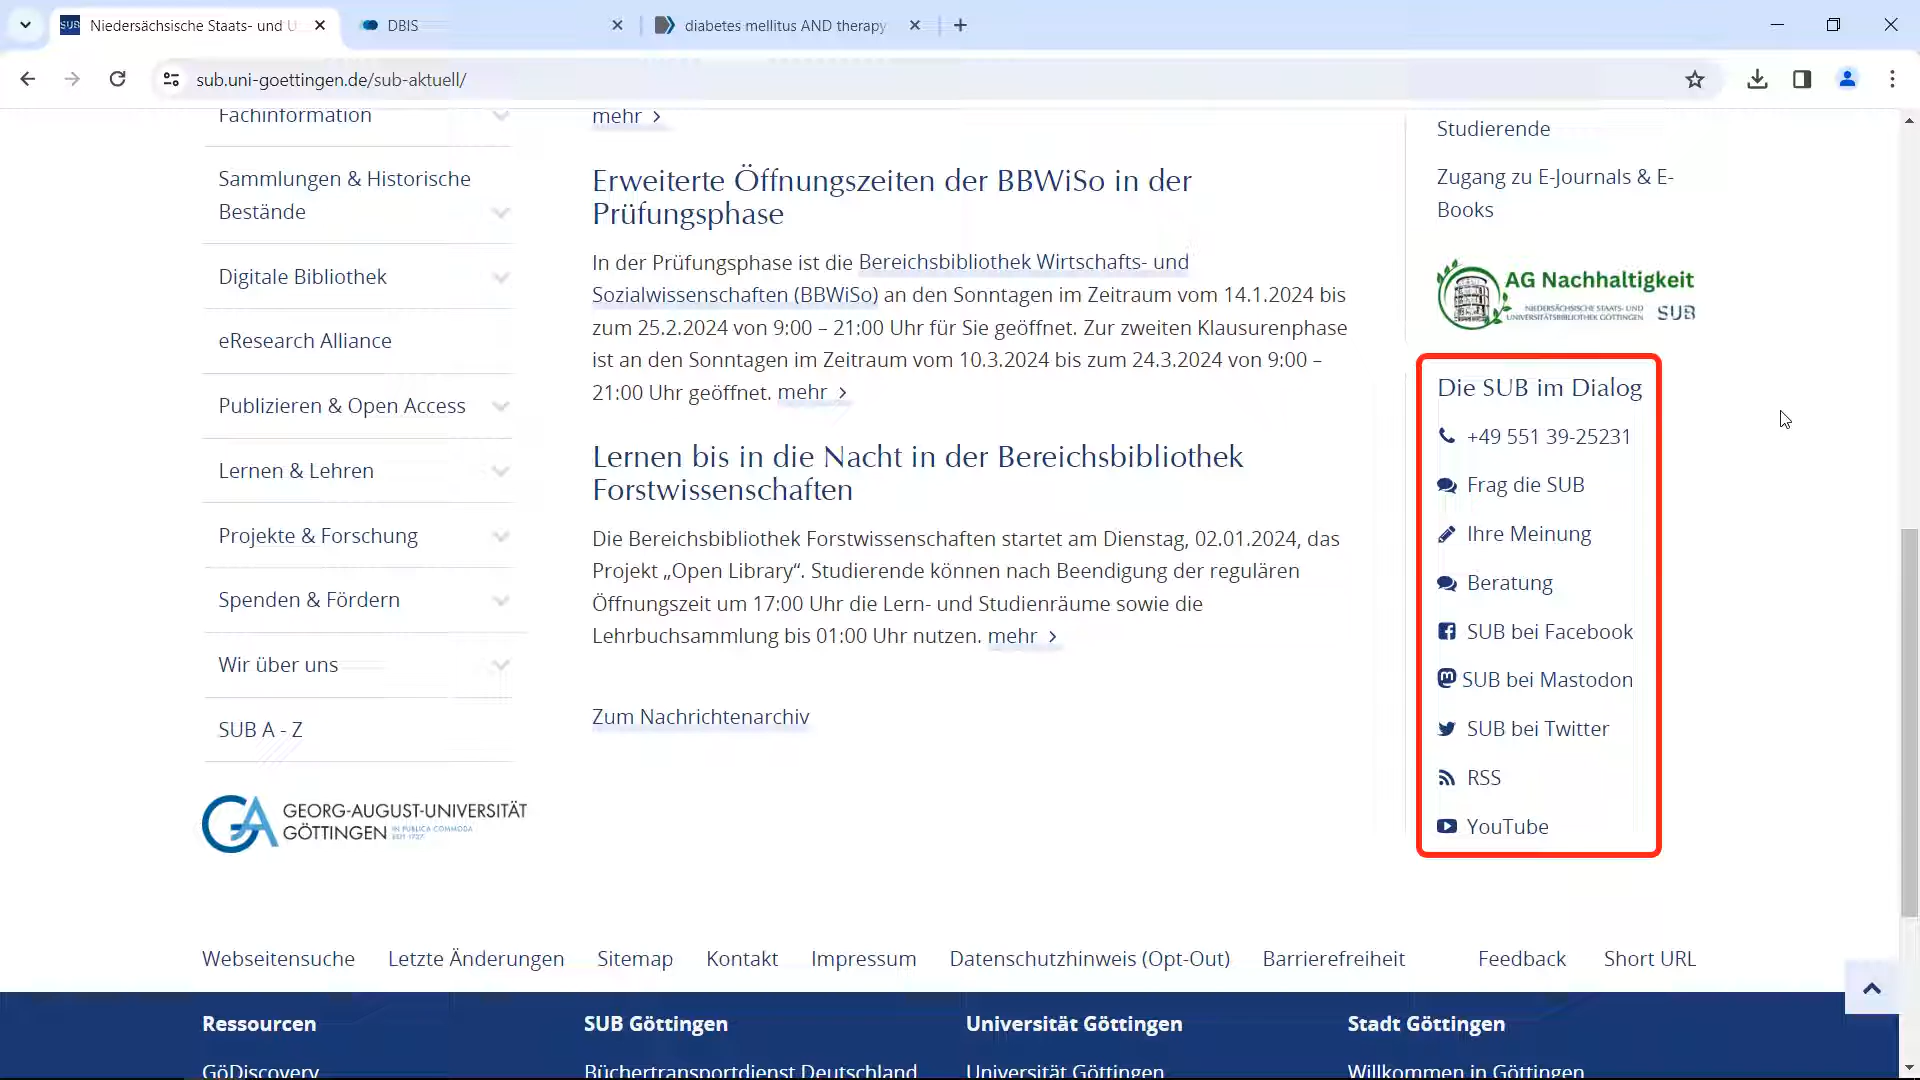 Niedersächsische Staats- und U
DBIS
diabetes mellitus AND therapy
sub.uni-goettingen.de/sub-aktuell/
Fachinformation
Sammlungen & Historische
Bestände
Digitale Bibliothek
eResearch Alliance
Publizieren & Open Access
Lernen & Lehren
Projekte & Forschung
Spenden & Fördern
Wir über uns
SUB A - Z
GEORG-AUGUST-UNIVERSITÄT
GÖTTINGEN IN PUBLICA COMMODA
SEIT 1737
mehr
Erweiterte Öffnungszeiten der BBWiSo in der
Prüfungsphase
In der Prüfungsphase ist die Bereichsbibliothek Wirtschafts- und
Sozialwissenschaften (BBWiSo) an den Sonntagen im Zeitraum vom 14.1.2024 bis
zum 25.2.2024 von 9:00 – 21:00 Uhr für Sie geöffnet. Zur zweiten Klausurenphase
ist an den Sonntagen im Zeitraum vom 10.3.2024 bis zum 24.3.2024 von 9:00 –
21:00 Uhr geöffnet. mehr
Lernen bis in die Nacht in der Bereichsbibliothek
Forstwissenschaften
Die Bereichsbibliothek Forstwissenschaften startet am Dienstag, 02.01.2024, das
Projekt „Open Library“. Studierende können nach Beendigung der regulären
Öffnungszeit um 17:00 Uhr die Lern- und Studienräume sowie die
Lehrbuchsammlung bis 01:00 Uhr nutzen. mehr
Zum Nachrichtenarchiv
Studierende
Zugang zu E-Journals & E-
Books
AG Nachhaltigkeit
NIEDERSÄCHSISCHE STAATS- UND
UNIVERSITÄTSBIBLIOTHEK GÖTTINGEN SUB
Die SUB im Dialog
+49 551 39-25231
Frag die SUB
Ihre Meinung
Beratung
SUB bei Facebook
SUB bei Mastodon
SUB bei Twitter
RSS
YouTube
Webseitensuche Letzte Änderungen Sitemap Kontakt Impressum Datenschutzhinweis (Opt-Out) Barrierefreiheit Feedback Short URL
Ressourcen SUB Göttingen Universität Göttingen Stadt Göttingen
GöDiscovery Büchertransportdienst Deutschland Universität Göttingen Willkommen in Göttingen